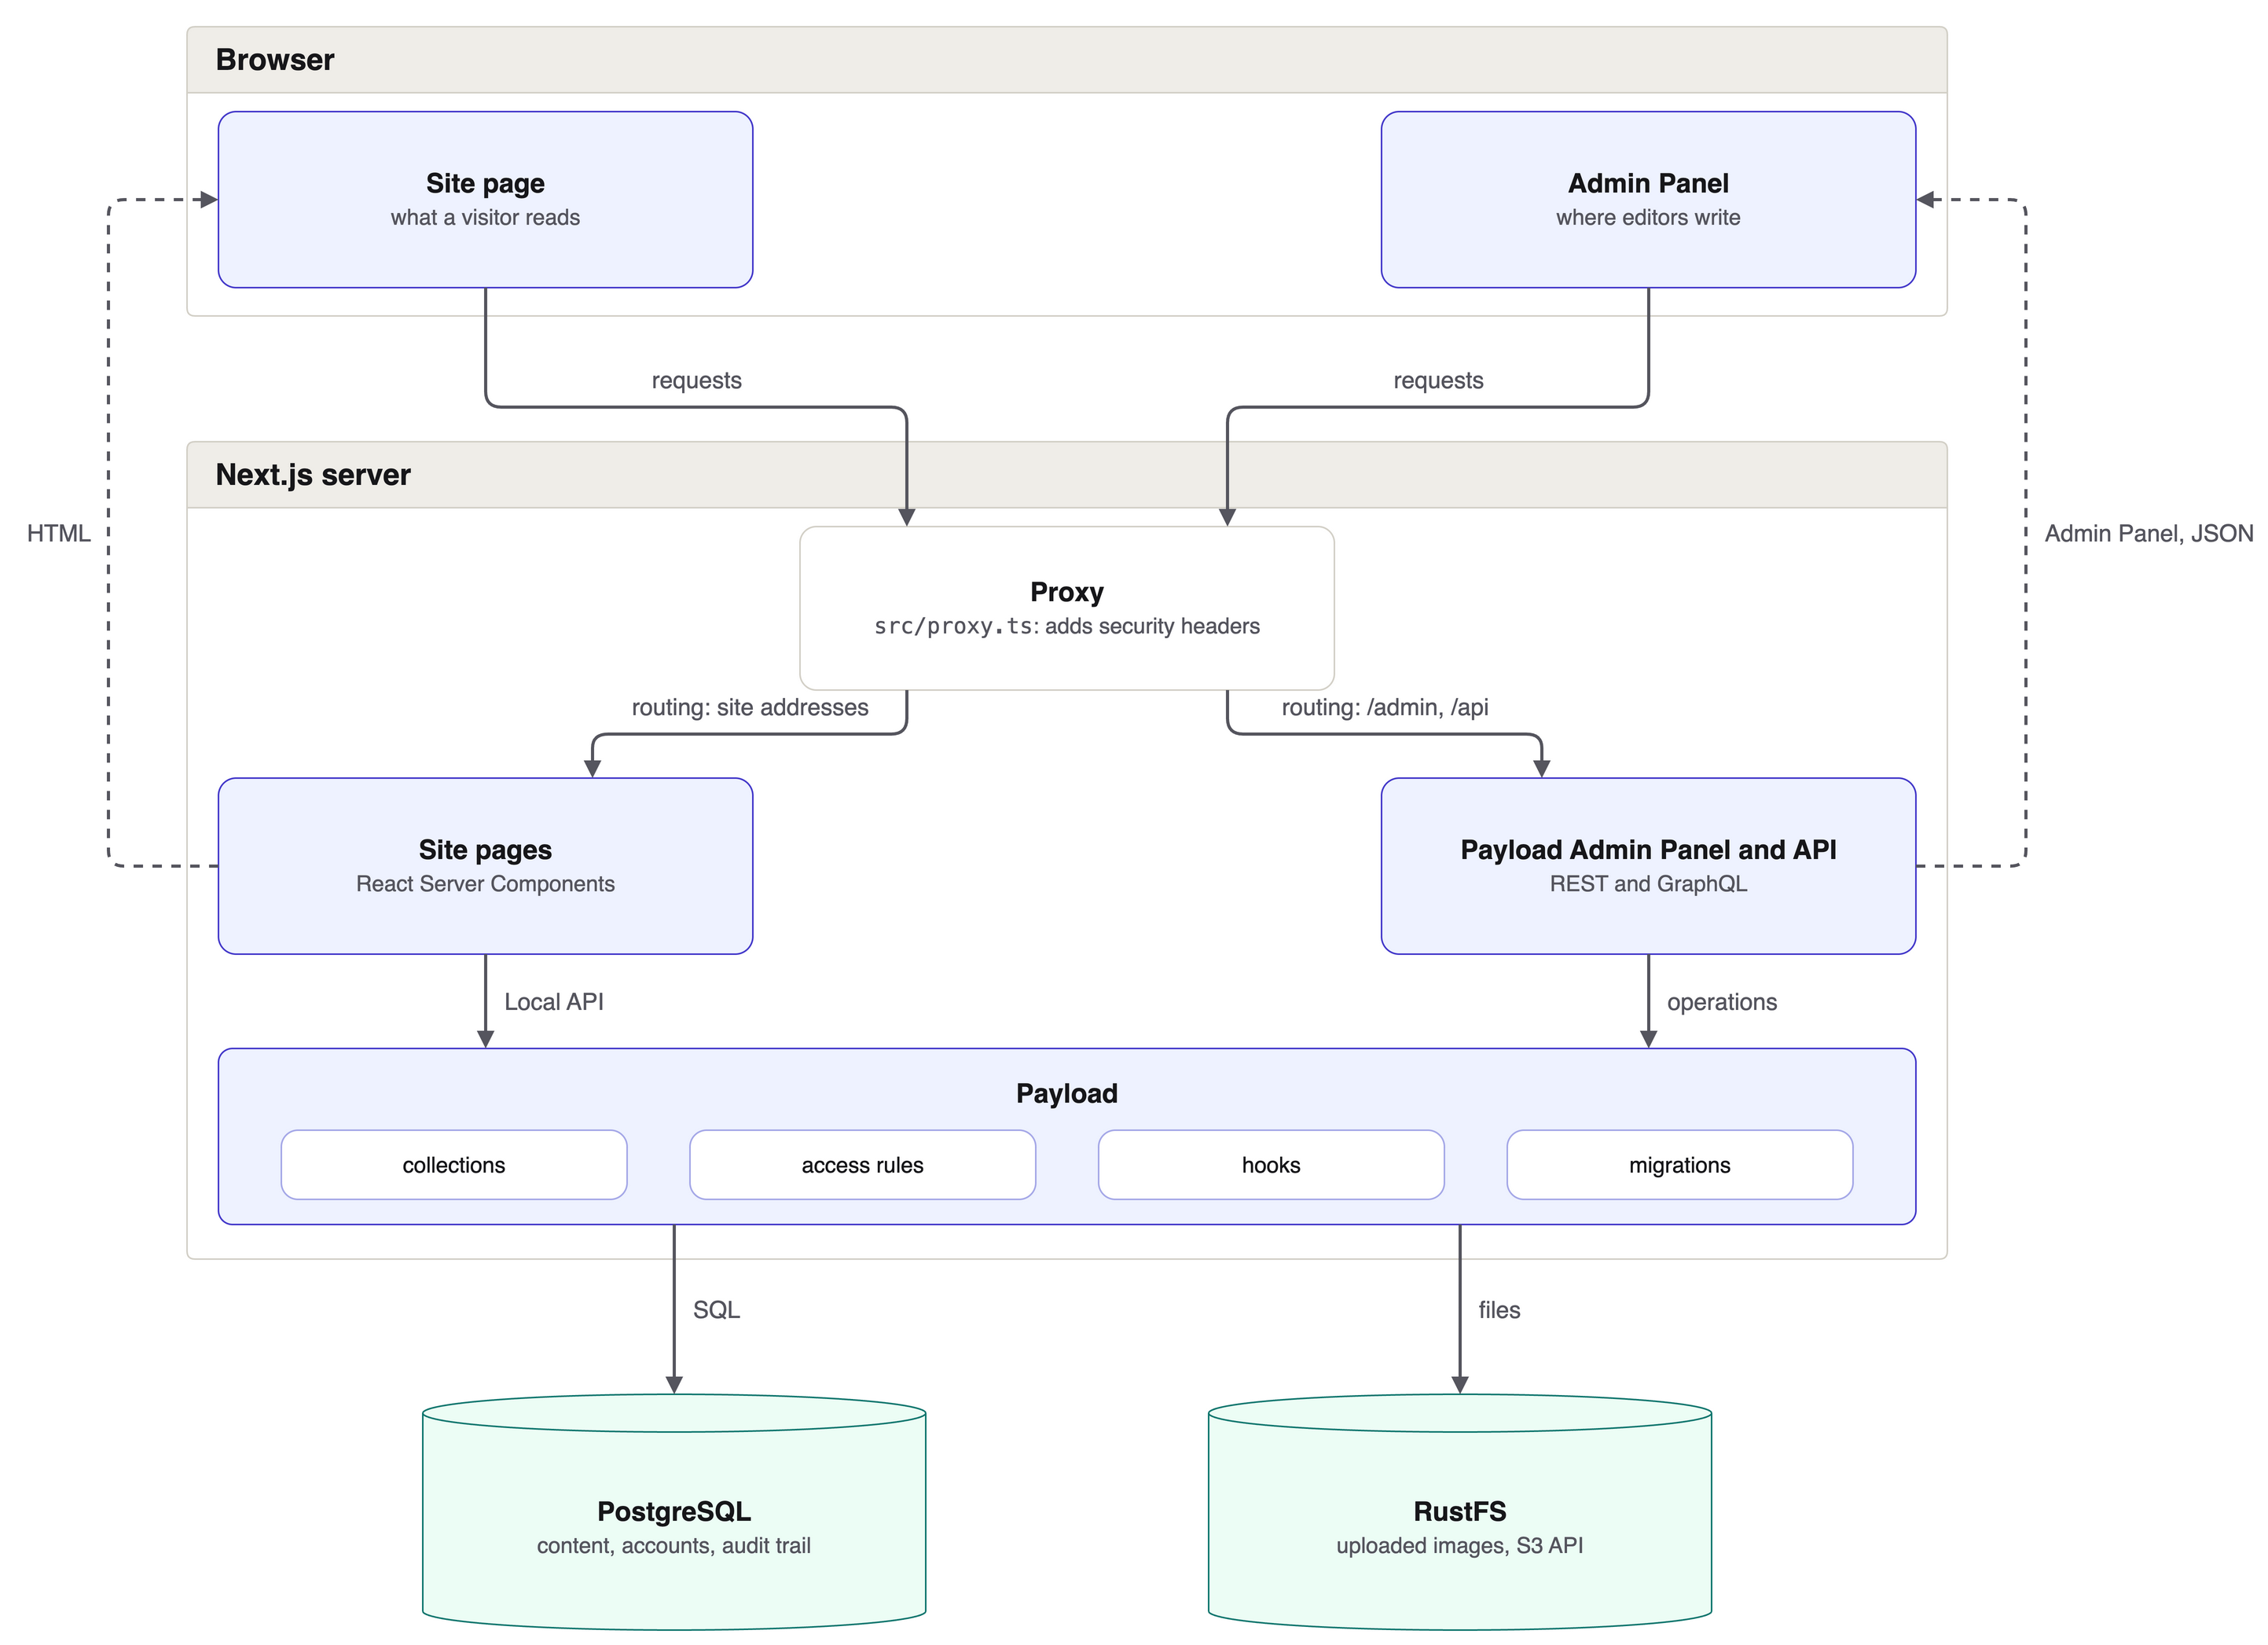 Browser
Site page
what a visitor reads
Admin Panel
where editors write
requests
requests
Next.js server
HTML
Admin Panel, JSON
Proxy
src/proxy.ts: adds security headers
routing: site addresses
routing: /admin, /api
Site pages
React Server Components
Payload Admin Panel and API
REST and GraphQL
Local API
operations
Payload
collections
access rules
hooks
migrations
SQL
files
PostgreSQL
content, accounts, audit trail
RustFS
uploaded images, S3 API